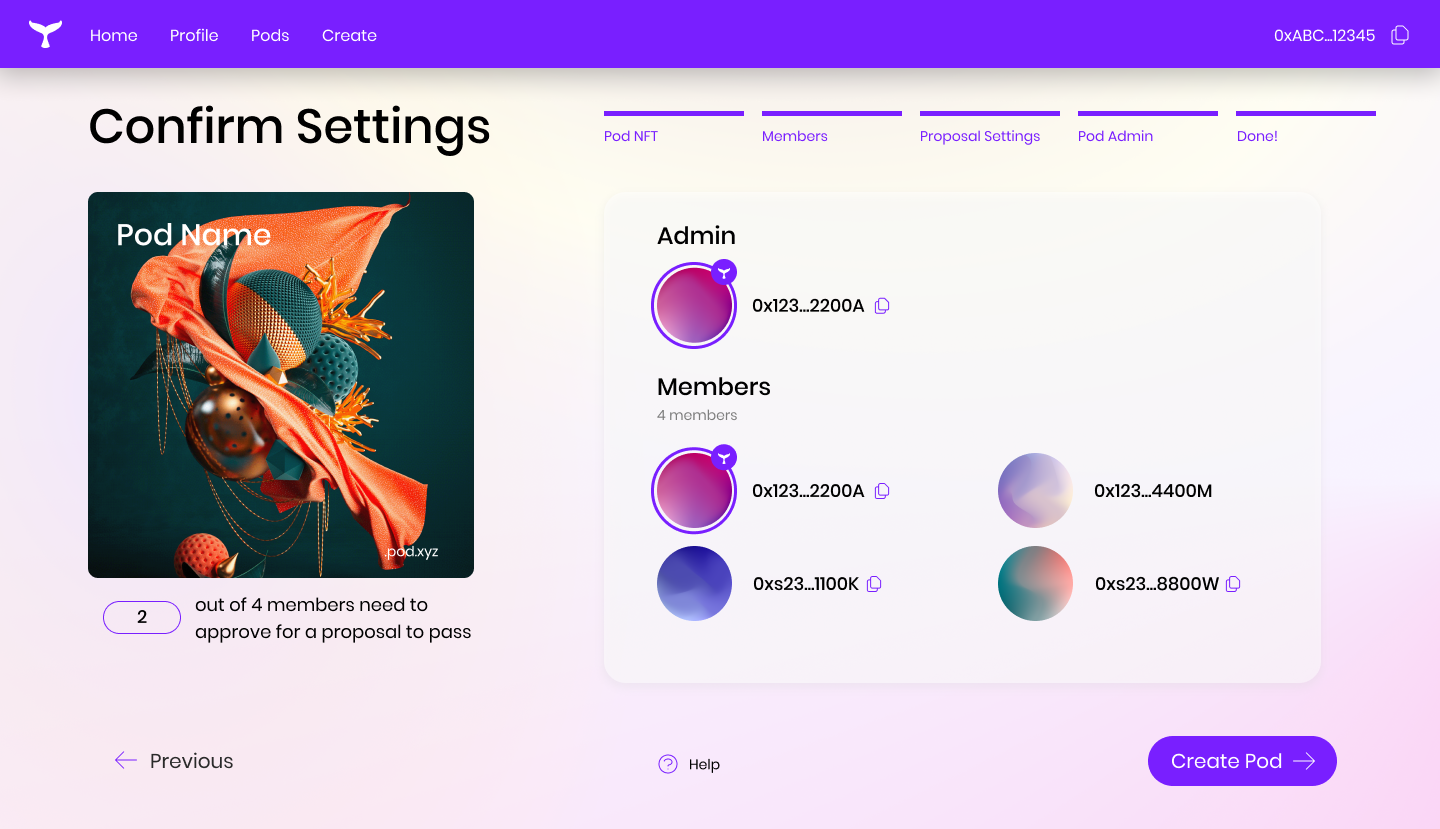 Home Profile Pods Create 0xABC...12345
Confirm Settings
Pod NFT Members Proposal Settings Pod Admin Done!
Pod Name
.pod.xyz
2
out of 4 members need to
approve for a proposal to pass
Admin
0x123...2200A
Members
4 members
0x123...2200A 0x123...4400M
0xs23...1100K 0xs23...8800W
Previous
Help
Create Pod